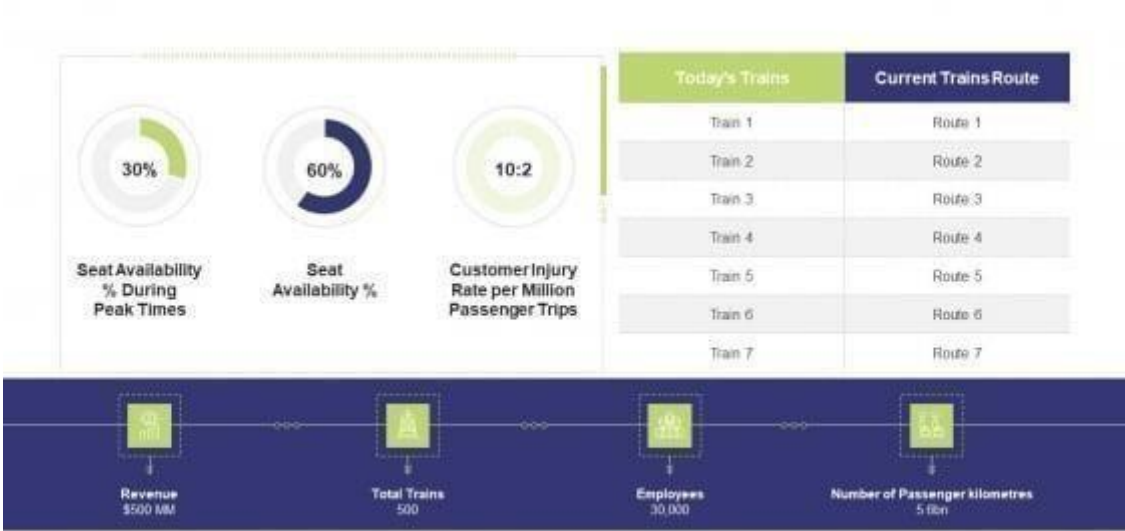 30%
60%
10:2
Seat Availability
% During
Peak Times
Seat
Availability %
Customer Injury
Rate per Million
Passenger Trips
Today's Trains Current Trains Route
Train 1 Route 1
Train 2 Route 2
Train 3 Route 3
Train 4 Route 4
Train 5 Route 5
Train 6 Route 6
Train 7 Route 7
Revenue
$500 MM
Total Trains
500
Employees
30,000
Number of Passenger kilometres